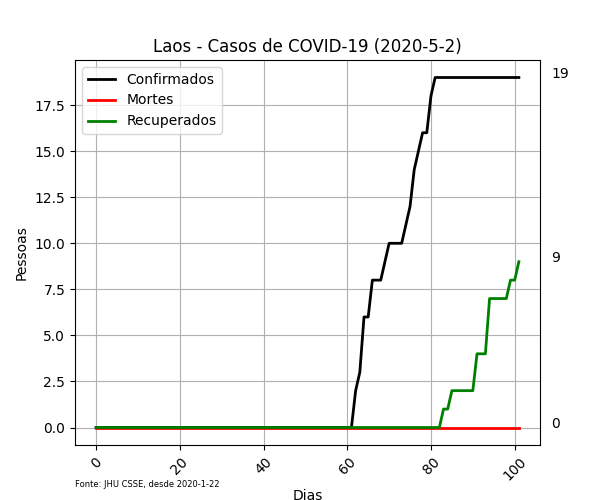 Laos - Casos de COVID-19 (2020-5-2)
Confirmados
Mortes
Recuperados
19
17.5
15.0
12.5
10.0
9
7.5
5.0
2.5
0.0
0
Pessoas
0
20
40
60
80
100
Fonte: JHU CSSE, desde 2020-1-22
Dias